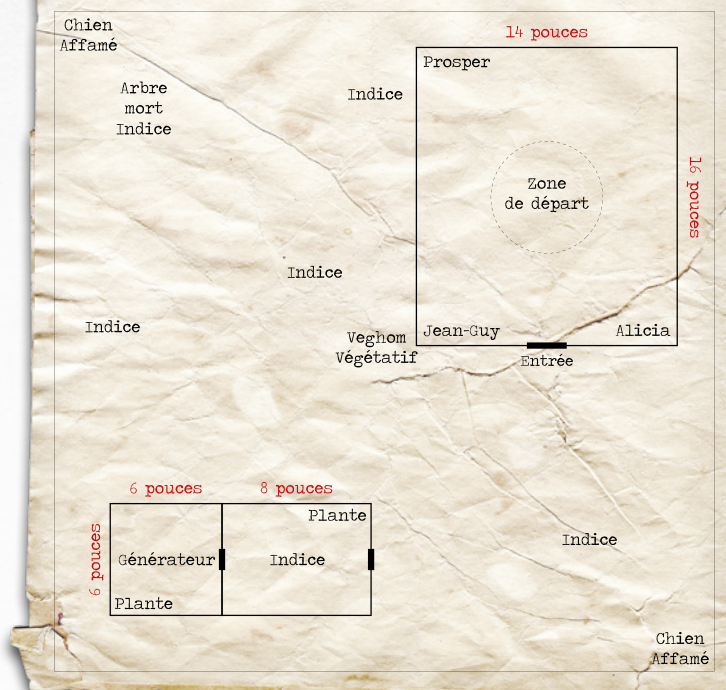 Chien
Affamé
14 pouces
Prosper
Arbre
mort
Indice
Indice
Zone
de départ
16 pouces
Indice
Indice
Veghom
Végétatif
Jean-Guy
Alicia
Entrée
6 pouces
8 pouces
Plante
6 pouces
Générateur
Indice
Indice
Plante
Chien
Affamé